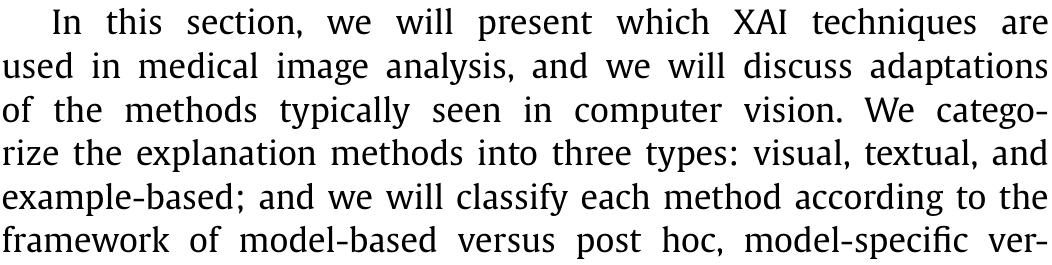 In this section, we will present which XAI techniques are
used in medical image analysis, and we will discuss adaptations
of the methods typically seen in computer vision. We catego-
rize the explanation methods into three types: visual, textual, and
example-based; and we will classify each method according to the
framework of model-based versus post hoc, model-specific ver-